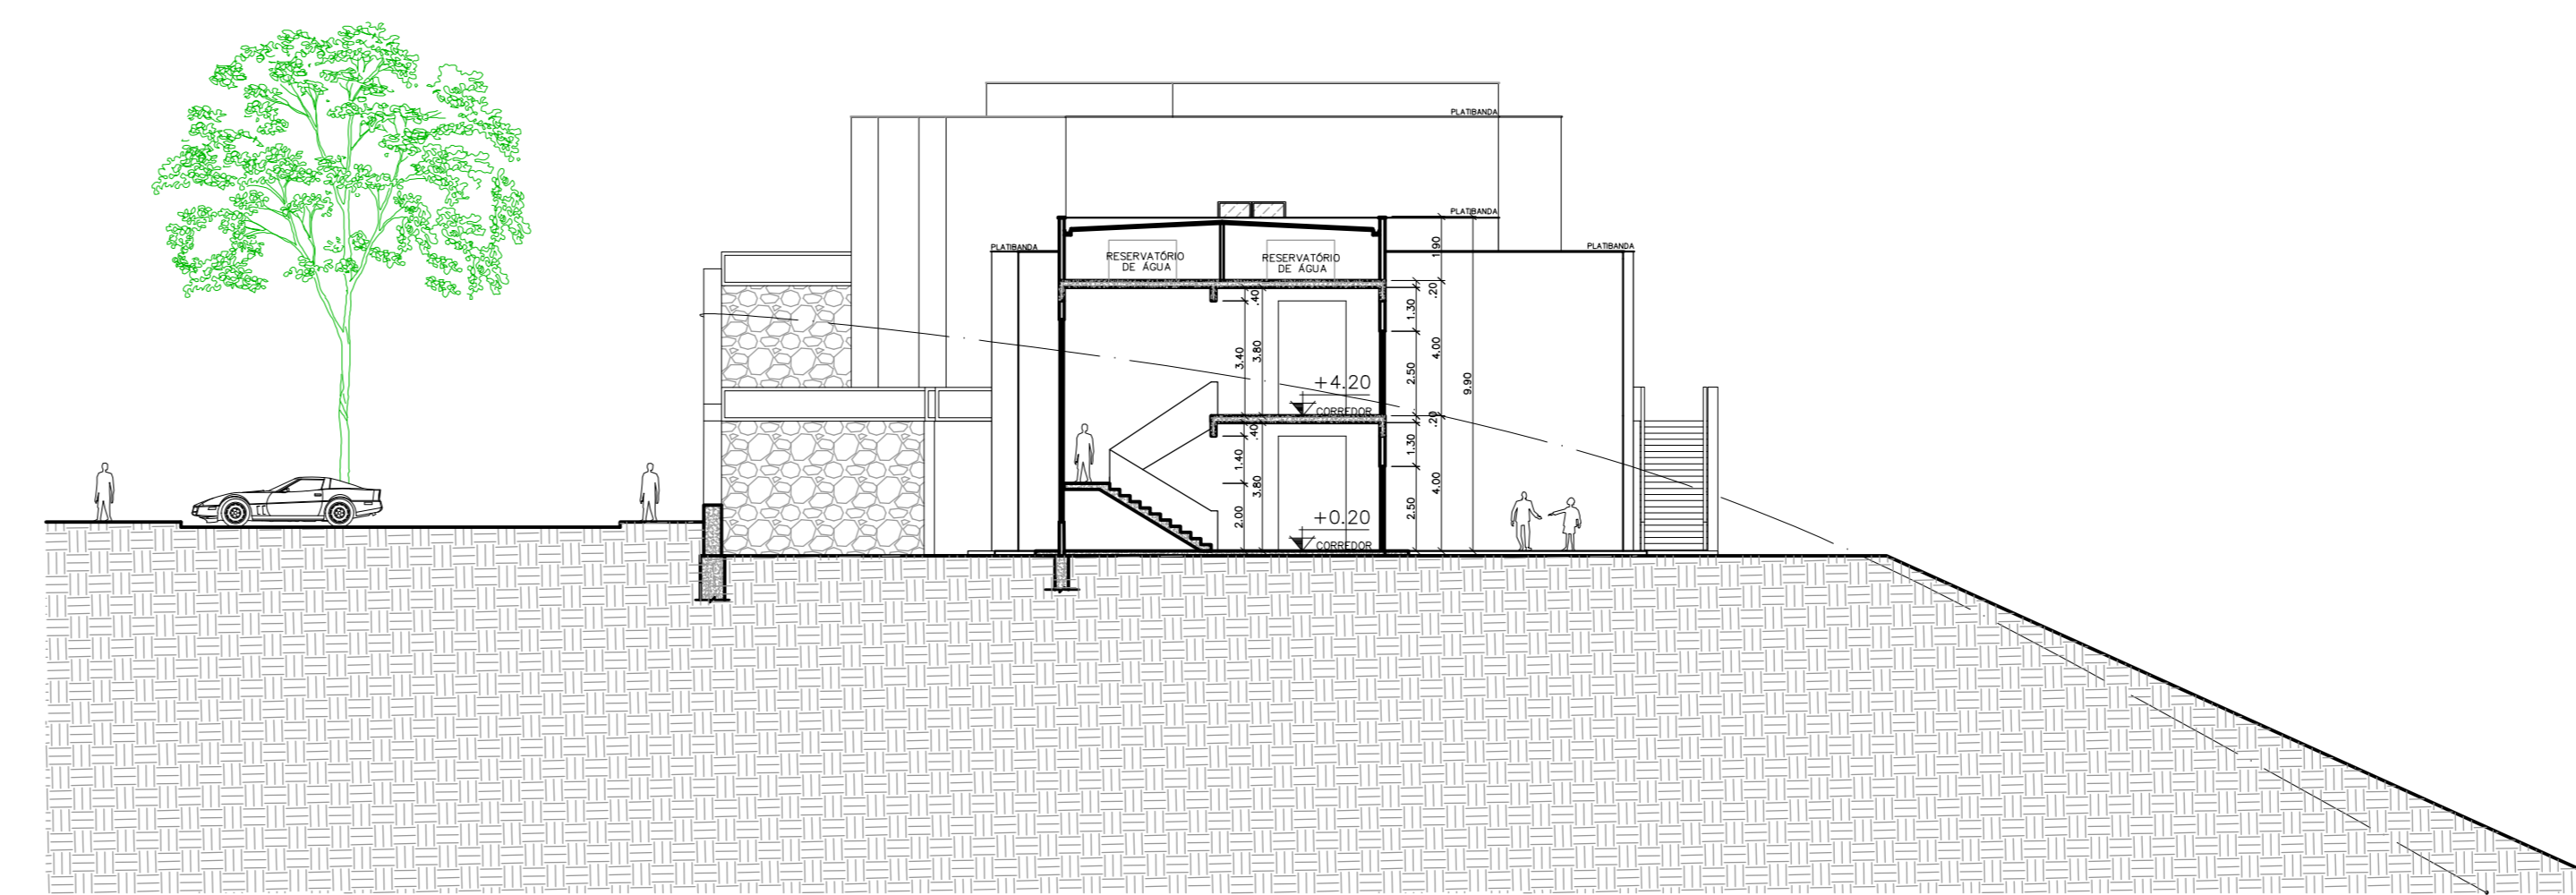 PLATIBANDA
PLATIBANDA
PLATIBANDA
PLATIBANDA
RESERVATÓRIO
DE ÁGUA
RESERVATÓRIO
DE ÁGUA
1.90
.20
.40
1.30
3.40
3.80
4.00
2.50
9.90
+4.20
CORREDOR
.20
.40
1.30
1.40
3.80
4.00
2.50
2.00
+0.20
CORREDOR